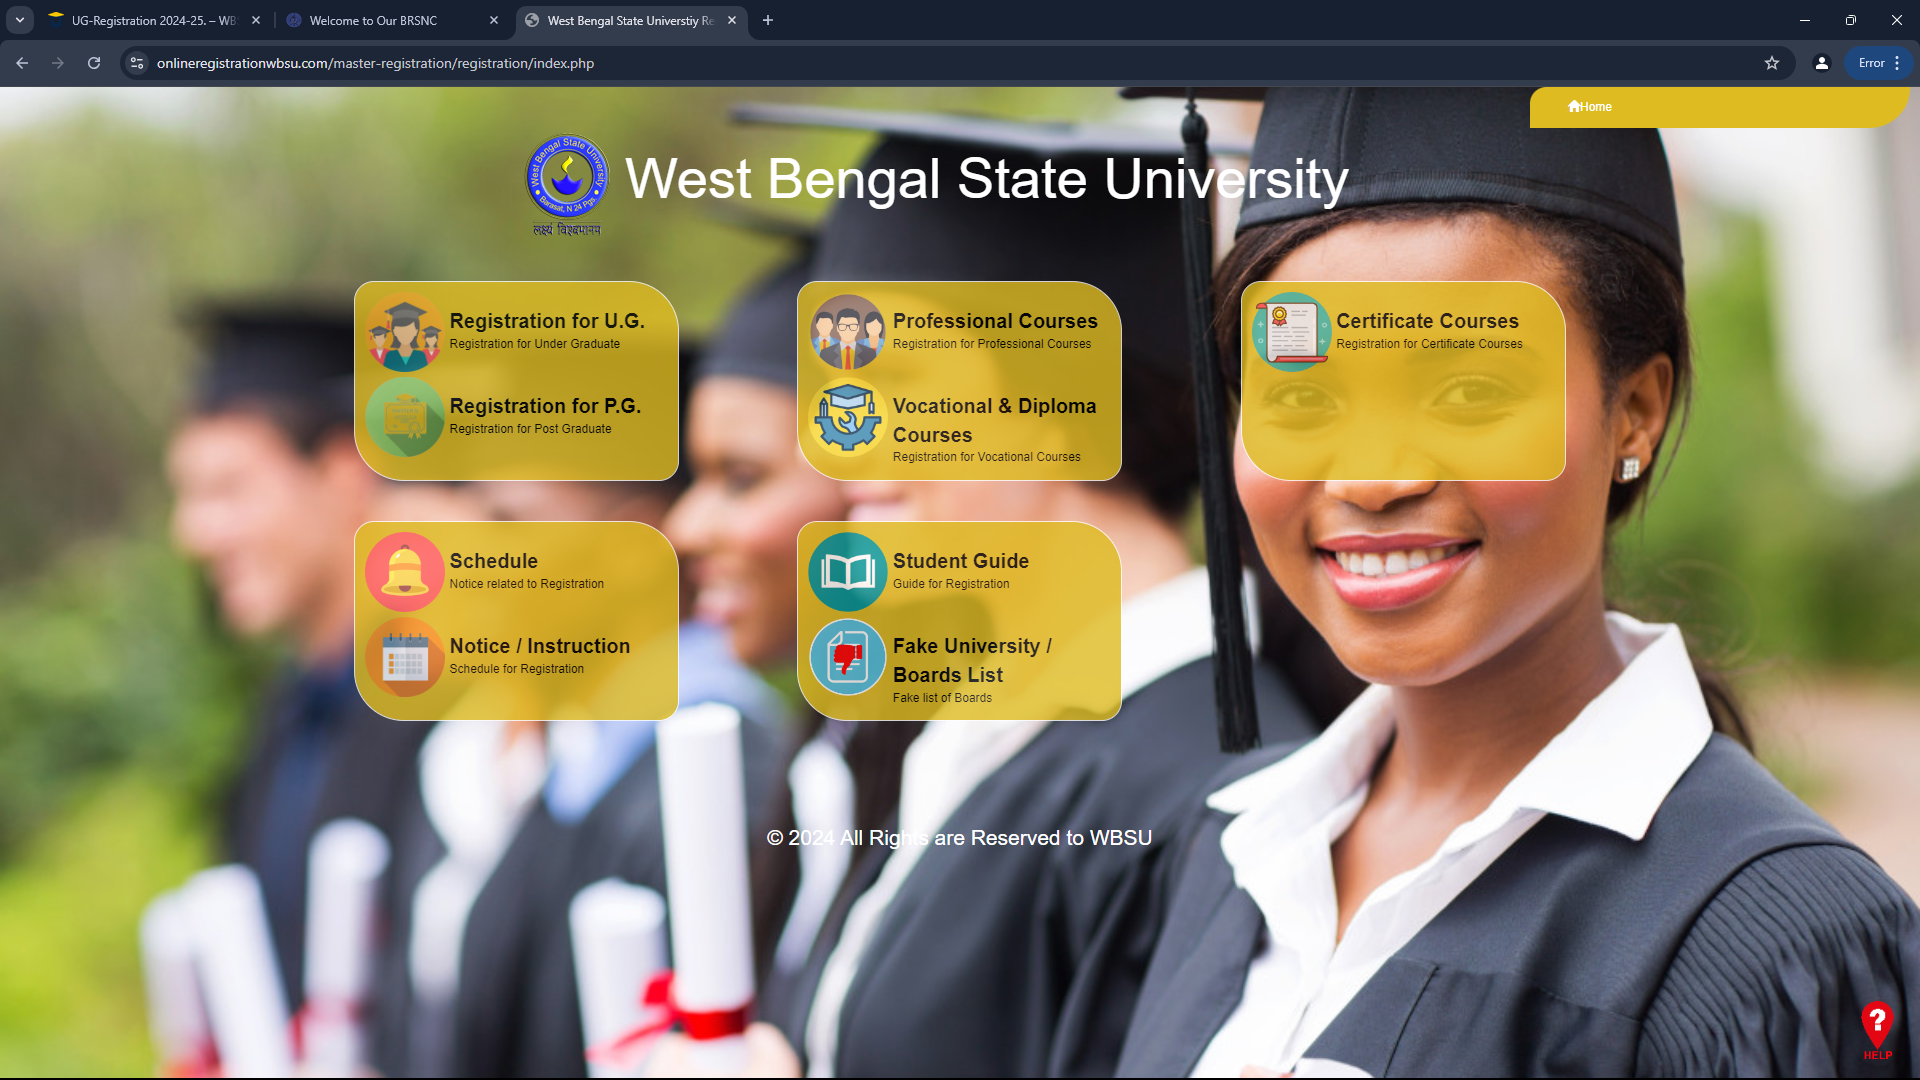 UG-Registration 2024-25. – WB
Welcome to Our BRSNC
West Bengal State Universtiy Re
onlineregistrationwbsu.com/master-registration/registration/index.php
Error
Home
West Bengal State University
Barasat, N 24 Pgs.
लक्ष्यं विश्वमानम
West Bengal State University
Registration for U.G.
Registration for Under Graduate
Registration for P.G.
Registration for Post Graduate
Professional Courses
Registration for Professional Courses
Vocational & Diploma
Courses
Registration for Vocational Courses
Certificate Courses
Registration for Certificate Courses
Schedule
Notice related to Registration
Notice / Instruction
Schedule for Registration
Student Guide
Guide for Registration
Fake University /
Boards List
Fake list of Boards
© 2024 All Rights are Reserved to WBSU
?
HELP